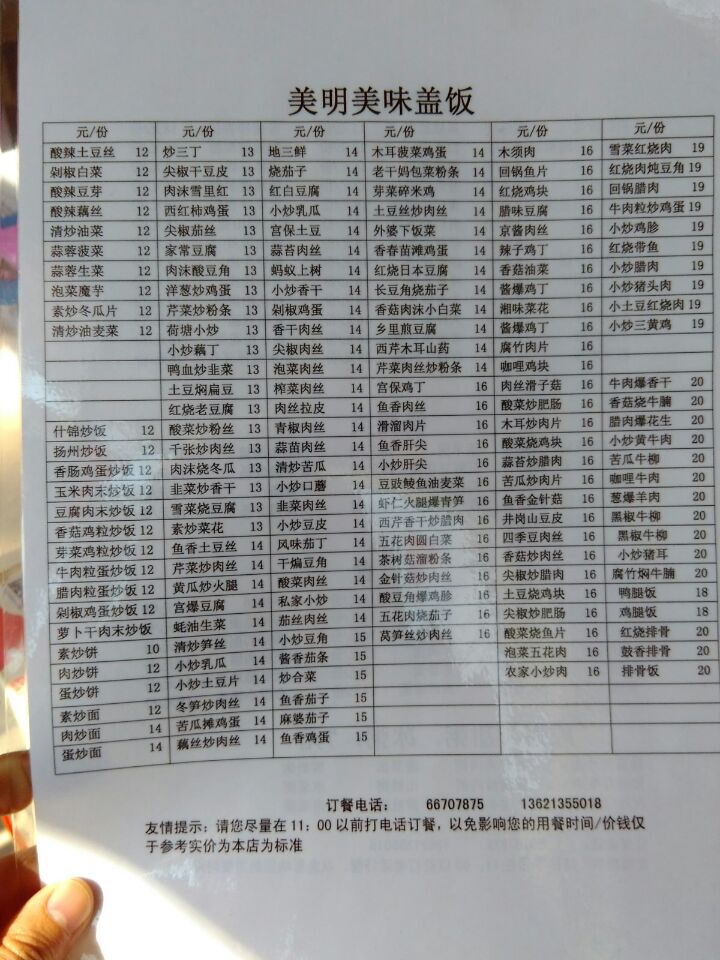 美明美味盖饭
元/份 元/份 元/份 元/份 元/份 元/份
酸辣土豆丝 12 炒三丁 13 地三鲜 14 木耳菠菜鸡蛋 14 木须肉 16 雪菜红烧肉 19
剁椒白菜 12 尖椒干豆皮 13 烧茄子 14 老干妈包菜粉条 14 回锅鱼片 16 红烧肉炖豆角 19
酸辣豆芽 12 肉沫雪里红 13 红白豆腐 14 芽菜碎米鸡 14 红烧鸡块 16 回锅腊肉 19
酸辣藕丝 12 西红柿鸡蛋 13 小炒乳瓜 14 土豆丝炒肉丝 14 腊味豆腐 16 牛肉粒炒鸡蛋 19
清炒油菜 12 尖椒茄丝 13 宫保土豆 14 外婆下饭菜 14 京酱肉丝 16 小炒鸡胗 19
蒜蓉菠菜 12 家常豆腐 13 蒜苔肉丝 14 香春苗滩鸡蛋 14 辣子鸡丁 16 红烧带鱼 19
蒜蓉生菜 12 肉沫酸豆角 13 蚂蚁上树 14 红烧日本豆腐 14 香菇油菜 16 小炒腊肉 19
泡菜魔芋 12 洋葱炒鸡蛋 13 小炒香干 14 长豆角烧茄子 14 酱爆鸡丁 16 小炒猪头肉 19
素炒冬瓜片 12 芹菜炒粉条 13 剁椒鸡蛋 14 香菇肉沫小白菜 14 湘味菜花 16 小土豆红烧肉 19
清炒油麦菜 12 荷塘小炒 13 香干肉丝 14 乡里煎豆腐 14 酱爆鸡丁 16 小炒三黄鸡 19
小炒藕丁 13 尖椒肉丝 14 西芹木耳山药 14 腐竹肉片 16
鸭血炒韭菜 13 泡菜肉丝 14 芹菜肉丝炒粉条 14 咖哩鸡块 16
土豆焖扁豆 13 榨菜肉丝 14 宫保鸡丁 16 肉丝滑子菇 16 牛肉爆香干 20
红烧老豆腐 13 肉丝拉皮 14 鱼香肉丝 16 酸菜炒肥肠 16 香菇烧牛腩 20
什锦炒饭 12 酸菜炒粉丝 13 青椒肉丝 14 滑溜肉片 16 木耳炒肉片 16 腊肉爆花生 20
扬州炒饭 12 千张炒肉丝 13 蒜苗肉丝 14 鱼香肝尖 16 酸菜烧鸡块 16 小炒黄牛肉 20
香肠鸡蛋炒饭 12 肉沫烧冬瓜 13 清炒苦瓜 14 小炒肝尖 16 蒜苔炒腊肉 16 苦瓜牛柳 20
玉米肉末炒饭 12 韭菜炒香干 13 小炒口蘑 14 豆豉鲮鱼油麦菜 16 苦瓜炒肉片 16 咖哩牛肉 20
豆腐肉末炒饭 12 雪菜烧豆腐 13 韭菜肉丝 14 虾仁火腿爆青笋 16 鱼香金针菇 16 葱爆羊肉 20
香菇鸡粒炒饭 12 素炒菜花 13 小炒豆皮 14 西芹香干炒腊肉 16 井岗山豆皮 16 黑椒牛柳 20
芽菜鸡粒炒饭 12 鱼香土豆丝 14 风味茄丁 14 五花肉圆白菜 16 四季豆肉丝 16 小炒猪耳 20
牛肉粒蛋炒饭 12 芹菜炒肉丝 14 干煸豆角 14 茶树菇溜粉条 16 香菇炒肉丝 16 腐竹焖牛腩 20
腊肉粒蛋炒饭 12 黄瓜炒火腿 14 酸菜肉丝 14 金针菇炒肉丝 16 尖椒炒腊肉 16 鸭腿饭 18
剁椒鸡蛋炒饭 12 宫爆豆腐 14 私家小炒 14 酸豆角爆鸡胗 16 土豆烧鸡块 16 鸡腿饭 18
萝卜干肉末炒饭 蚝油生菜 14 茄丝肉丝 14 五花肉烧茄子 16 尖椒炒肥肠 16 红烧排骨 20
素炒饼 10 清炒笋丝 14 小炒豆角 15 莴笋丝炒肉丝 16 酸菜烧鱼片 16 豉香排骨 20
肉炒饼 12 小炒乳瓜 14 酱香茄条 15 泡菜五花肉 16 排骨饭 20
蛋炒饼 12 小炒土豆片 14 炒合菜 15 农家小炒肉 16
素炒面 12 冬笋炒肉丝 14 鱼香茄子 15
肉炒面 14 苦瓜摊鸡蛋 14 麻婆茄子 15
蛋炒面 14 藕丝炒肉丝 14 鱼香鸡蛋 15
订餐电话： 66707875 13621355018
友情提示：请您尽量在11：00以前打电话订餐，以免影响您的用餐时间/价钱仅
于参考实价为本店为标准